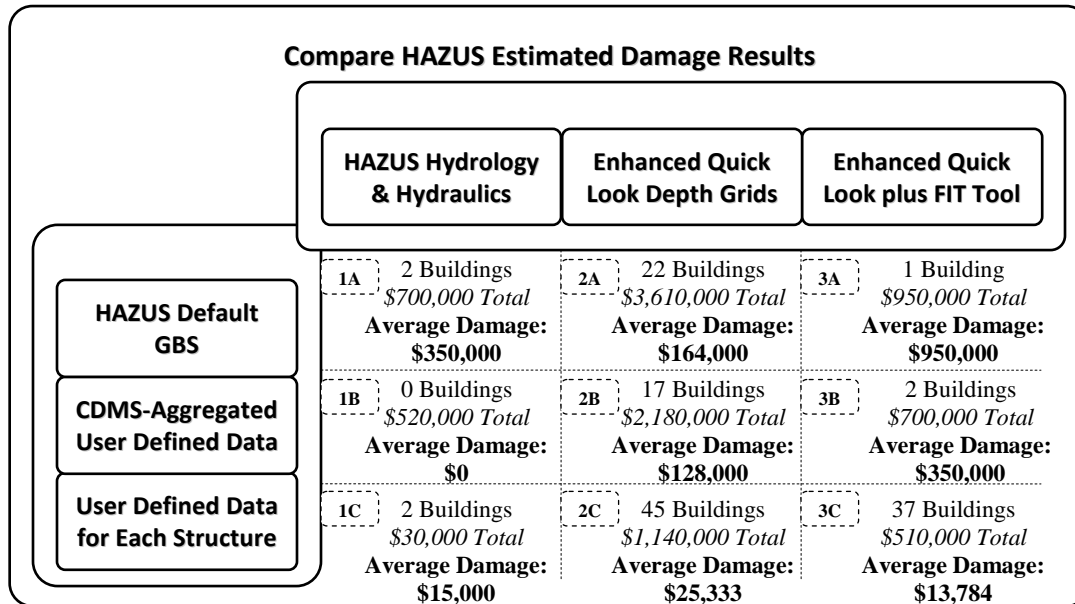 Compare HAZUS Estimated Damage Results
HAZUS Hydrology
& Hydraulics
Enhanced Quick
Look Depth Grids
Enhanced Quick
Look plus FIT Tool
HAZUS Default
GBS
1A
2 Buildings
$700,000 Total
Average Damage:
$350,000
2A
22 Buildings
$3,610,000 Total
Average Damage:
$164,000
3A
1 Building
$950,000 Total
Average Damage:
$950,000
CDMS-Aggregated
User Defined Data
1B
0 Buildings
$520,000 Total
Average Damage:
$0
2B
17 Buildings
$2,180,000 Total
Average Damage:
$128,000
3B
2 Buildings
$700,000 Total
Average Damage:
$350,000
User Defined Data
for Each Structure
1C
2 Buildings
$30,000 Total
Average Damage:
$15,000
2C
45 Buildings
$1,140,000 Total
Average Damage:
$25,333
3C
37 Buildings
$510,000 Total
Average Damage:
$13,784